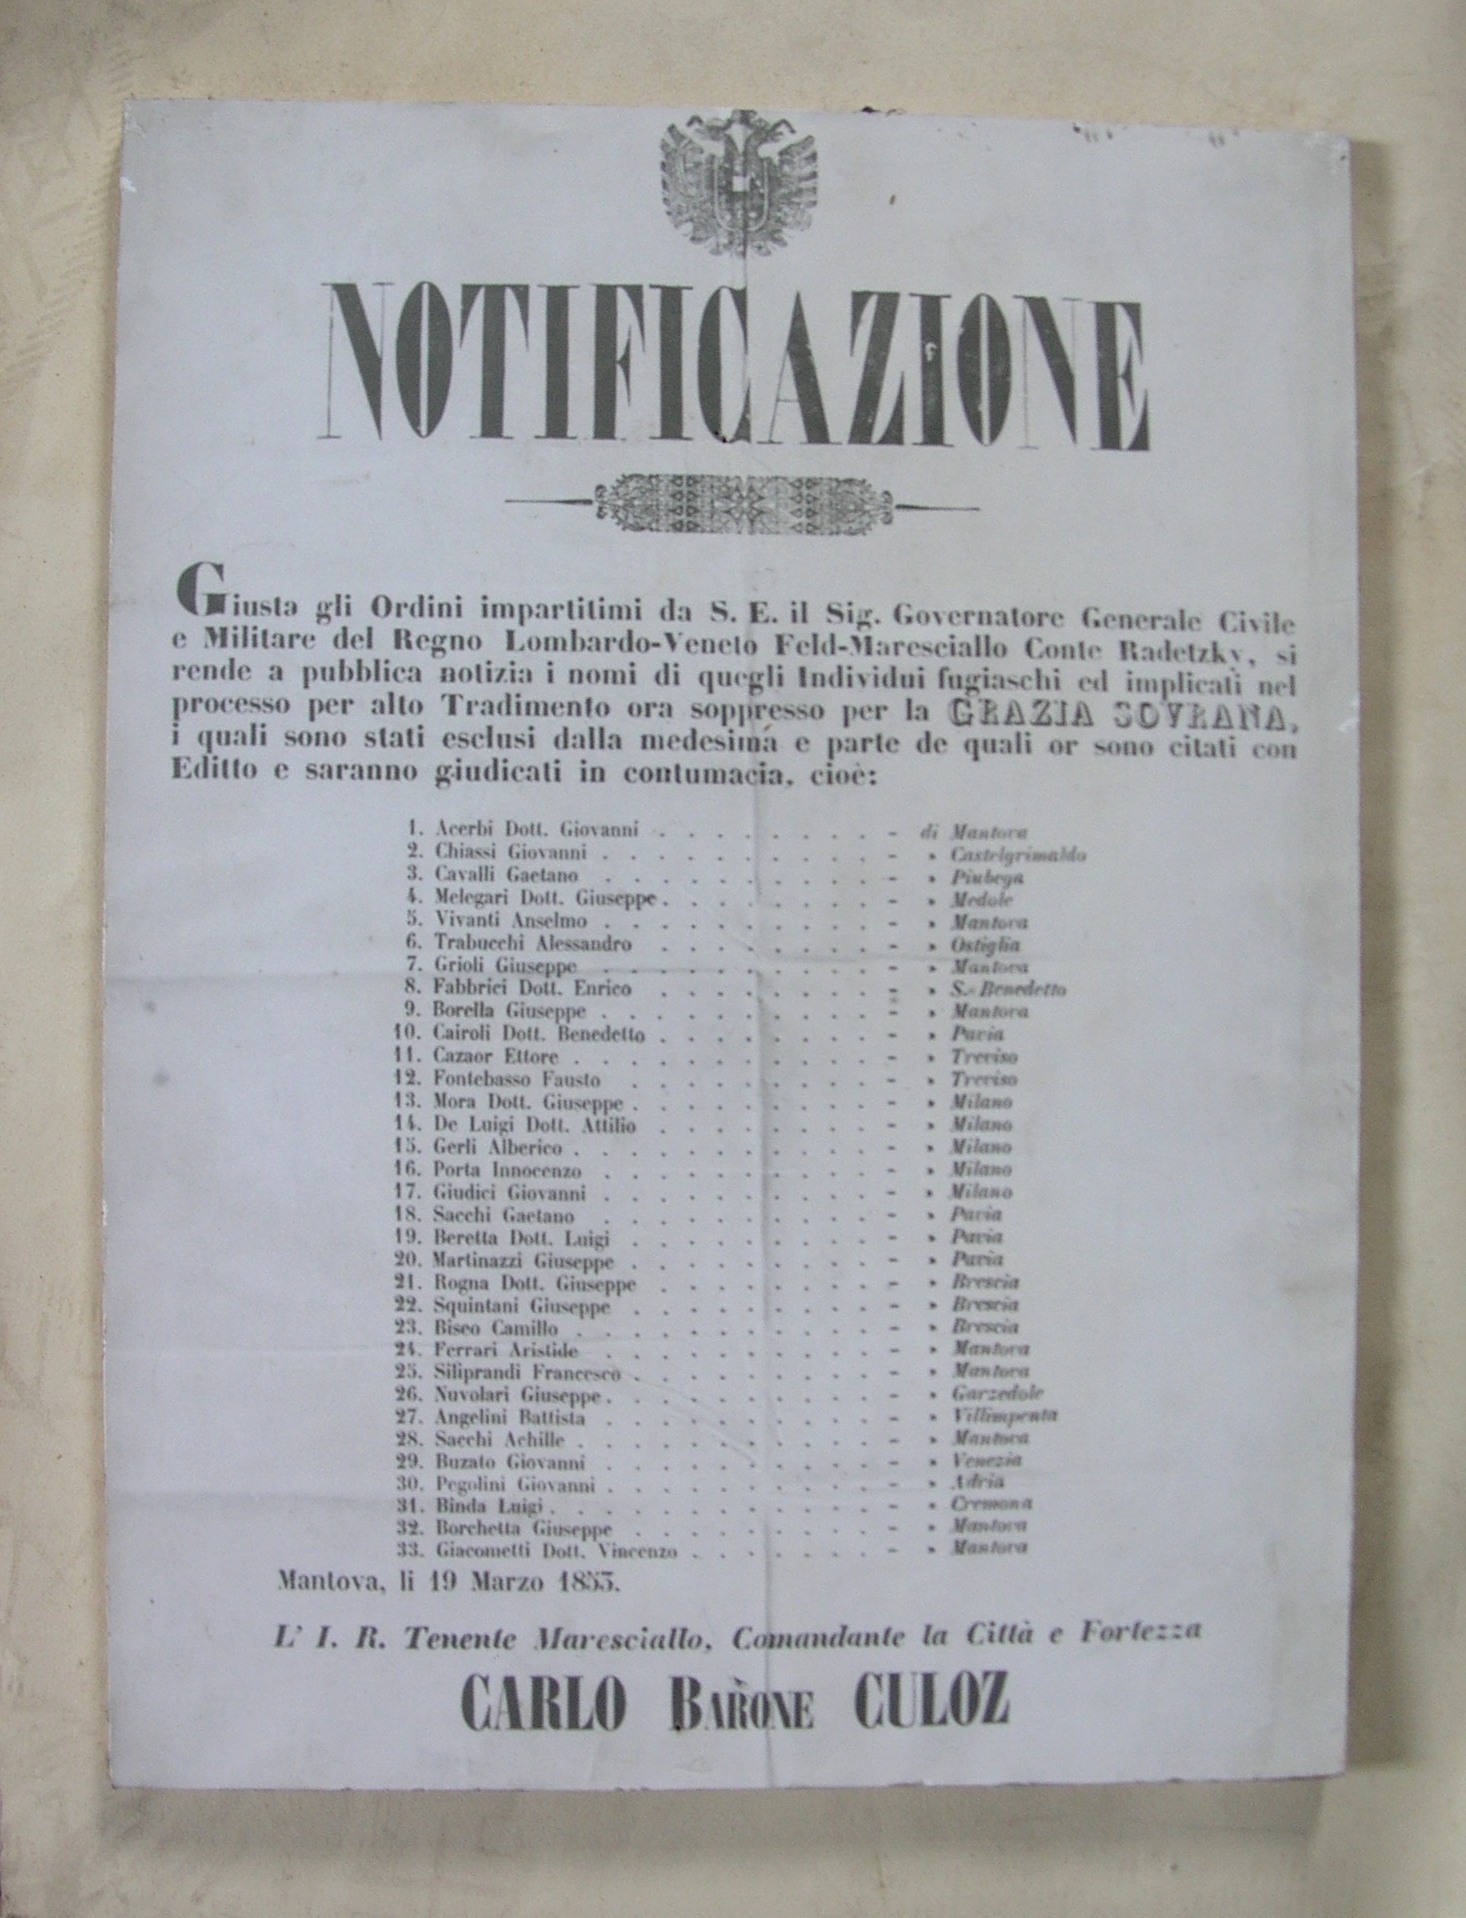 NOTIFICAZIONE
Giusta gli Ordini impartitimi da S. E. il Sig. Governatore Generale Civile
e Militare del Regno Lombardo-Veneto Feld-Maresciallo Conte Radetzky, si
rende a pubblica notizia i nomi di quegli Individui fugiaschi ed implicati nel
processo per alto Tradimento ora soppresso per la GRAZIA SOVRANA,
i quali sono stati esclusi dalla medesima e parte de quali or sono citati con
Editto e saranno giudicati in contumacia, cioè:
1. Acerbi Dott. Giovanni . . . . . . . . . - di Mantova
2. Chiassi Giovanni . . . . . . . . . . - » Castelgrimaldo
3. Cavalli Gaetano . . . . . . . . . . - » Piubega
4. Melegari Dott. Giuseppe . . . . . . . . - » Medole
5. Vivanti Anselmo . . . . . . . . . . - » Mantova
6. Trabucchi Alessandro . . . . . . . . - » Ostiglia
7. Grioli Giuseppe . . . . . . . . . . - » Mantova
8. Fabbrici Dott. Enrico . . . . . . . . - » S. Benedetto
9. Borella Giuseppe . . . . . . . . . . - » Mantova
10. Cairoli Dott. Benedetto . . . . . . . . - » Pavia
11. Cazaor Ettore . . . . . . . . . . . - » Treviso
12. Fontebasso Fausto . . . . . . . . . - » Treviso
13. Mora Dott. Giuseppe . . . . . . . . . - » Milano
14. De Luigi Dott. Attilio . . . . . . . . - » Milano
15. Gerli Alberico . . . . . . . . . . . - » Milano
16. Porta Innocenzo . . . . . . . . . . - » Milano
17. Giudici Giovanni . . . . . . . . . . - » Milano
18. Sacchi Gaetano . . . . . . . . . . - » Pavia
19. Beretta Dott. Luigi . . . . . . . . . - » Pavia
20. Martinazzi Giuseppe . . . . . . . . . - » Pavia
21. Rogna Dott. Giuseppe . . . . . . . . - » Brescia
22. Squintani Giuseppe . . . . . . . . . - » Brescia
23. Biseo Camillo . . . . . . . . . . . - » Brescia
24. Ferrari Aristide . . . . . . . . . . - » Mantova
25. Siliprandi Francesco . . . . . . . . . - » Mantova
26. Nuvolari Giuseppe . . . . . . . . . . - » Garzedole
27. Angelini Battista . . . . . . . . . . - » Villimpenta
28. Sacchi Achille . . . . . . . . . . . - » Mantova
29. Buzato Giovanni . . . . . . . . . . - » Venezia
30. Pegolini Giovanni . . . . . . . . . . - » Adria
31. Binda Luigi . . . . . . . . . . . . - » Cremona
32. Borchetta Giuseppe . . . . . . . . . - » Mantova
33. Giacometti Dott. Vincenzo . . . . . . . - » Mantova
Mantova, li 19 Marzo 1853.
L' I. R. Tenente Maresciallo, Comandante la Città e Fortezza
CARLO BARONE CULOZ